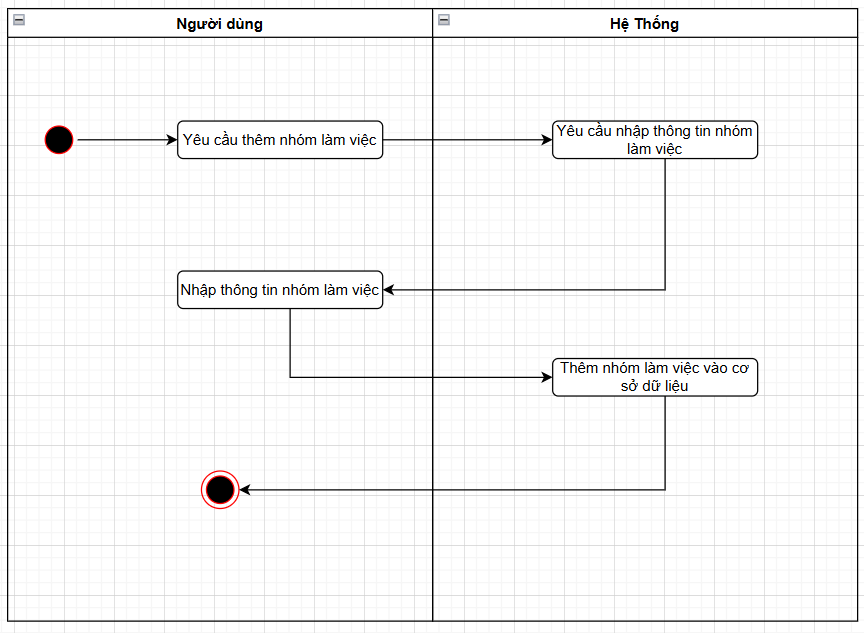 Người dùng
Hệ Thống
Yêu cầu thêm nhóm làm việc
Yêu cầu nhập thông tin nhóm
làm việc
Nhập thông tin nhóm làm việc
Thêm nhóm làm việc vào cơ
sở dữ liệu